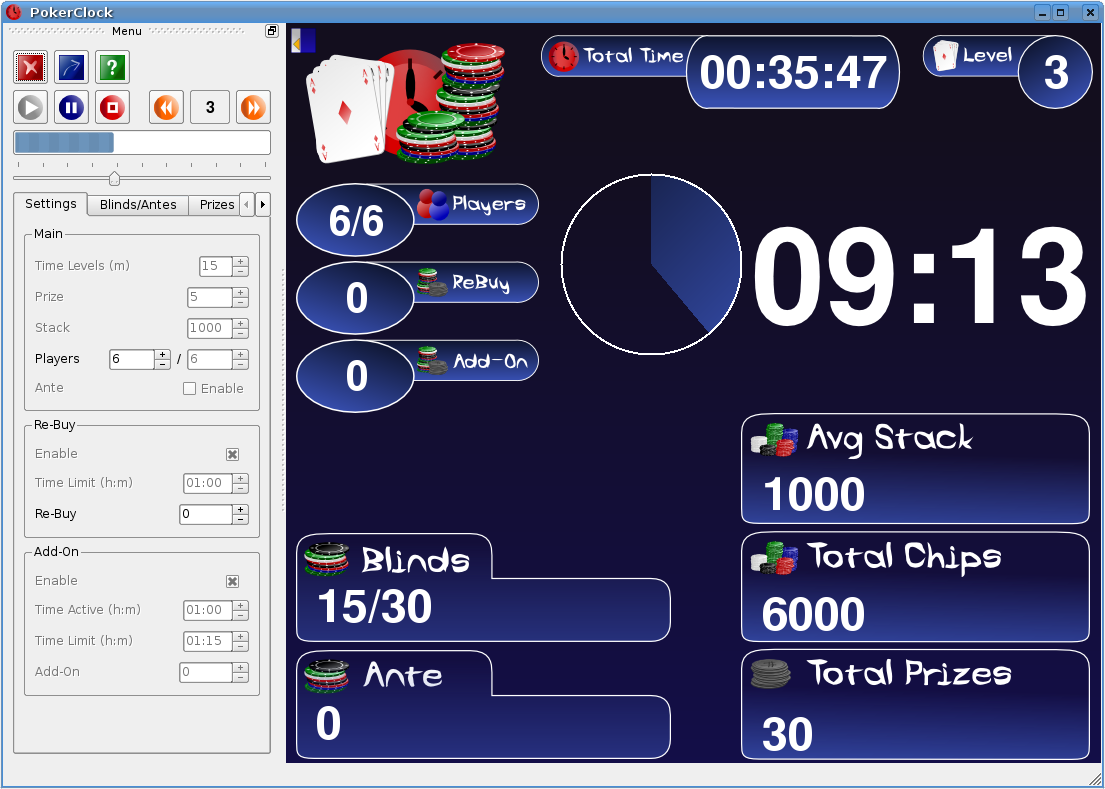 PokerClock
Menu
3
Settings Blinds/Antes Prizes
Main
Time Levels (m) 15
Prize 5
Stack 1000
Players 6 / 6
Ante Enable
Re-Buy
Enable
Time Limit (h:m) 01:00
Re-Buy 0
Add-On
Enable
Time Active (h:m) 01:00
Time Limit (h:m) 01:15
Add-On 0
Total Time 00:35:47
Level 3
6/6 Players
0 ReBuy
0 Add-On
09:13
Blinds
15/30
Ante
0
Avg Stack
1000
Total Chips
6000
Total Prizes
30